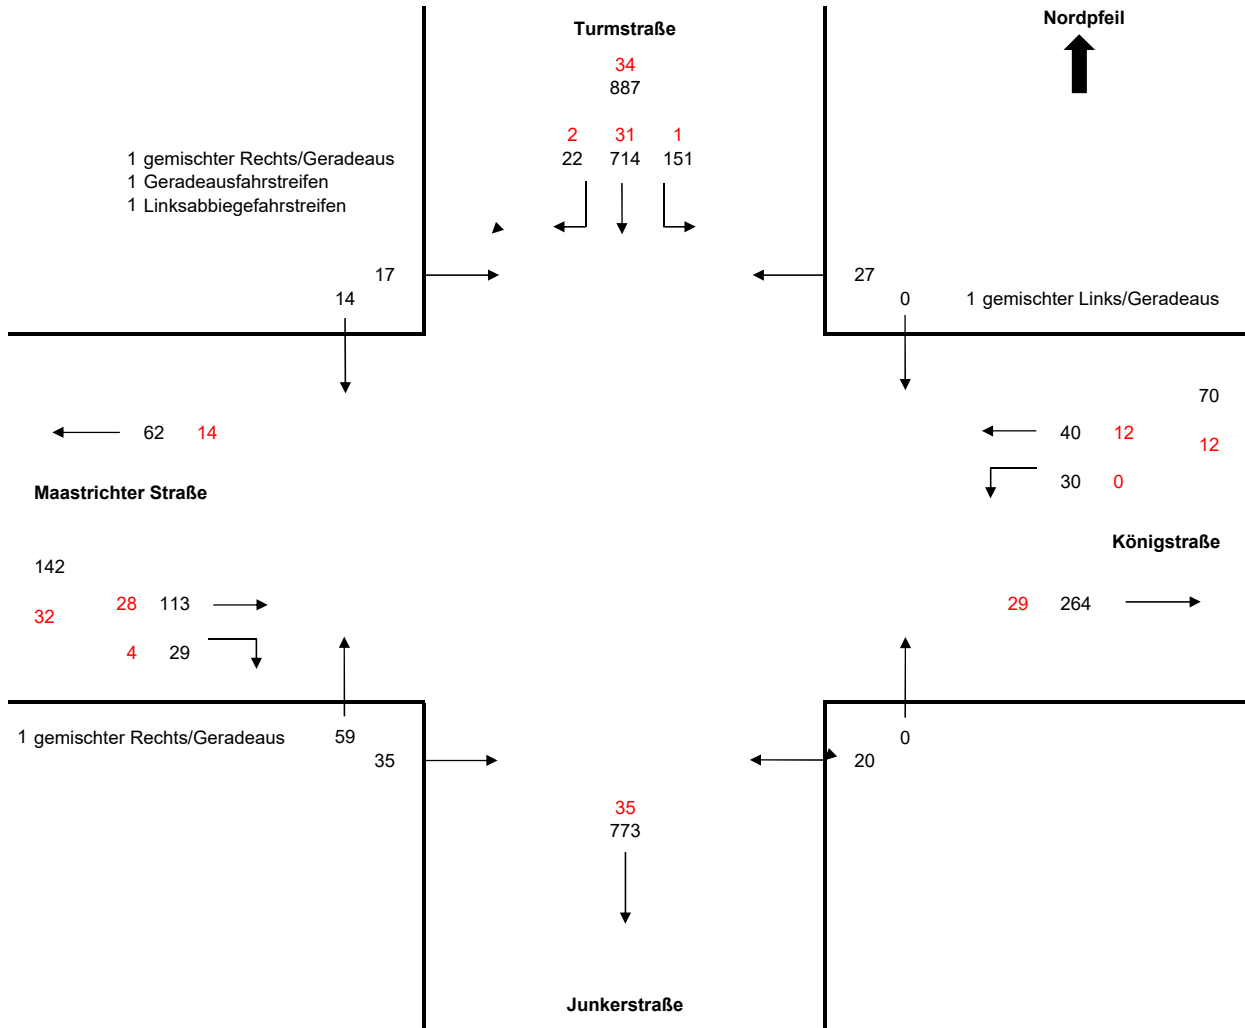 Turmstraße
Nordpfeil
34
887
2 31 1
22 714 151
1 gemischter Rechts/Geradeaus
1 Geradeausfahrstreifen
1 Linksabbiegefahrstreifen
17
14
27
0
1 gemischter Links/Geradeaus
70
62 14
40 12
12
30 0
Maastrichter Straße
Königstraße
142
28 113
32
4 29
29 264
1 gemischter Rechts/Geradeaus
59
35
0
20
35
773
Junkerstraße